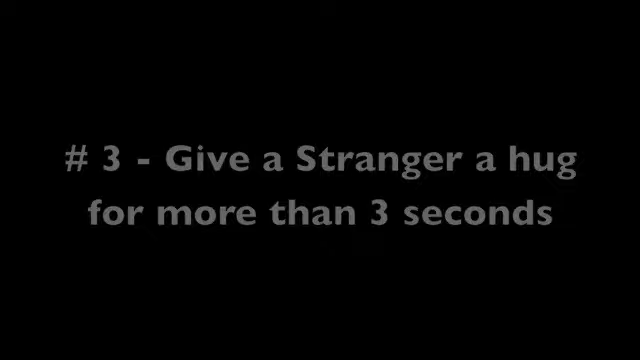 # 3 - Give a Stranger a hug
for more than 3 seconds